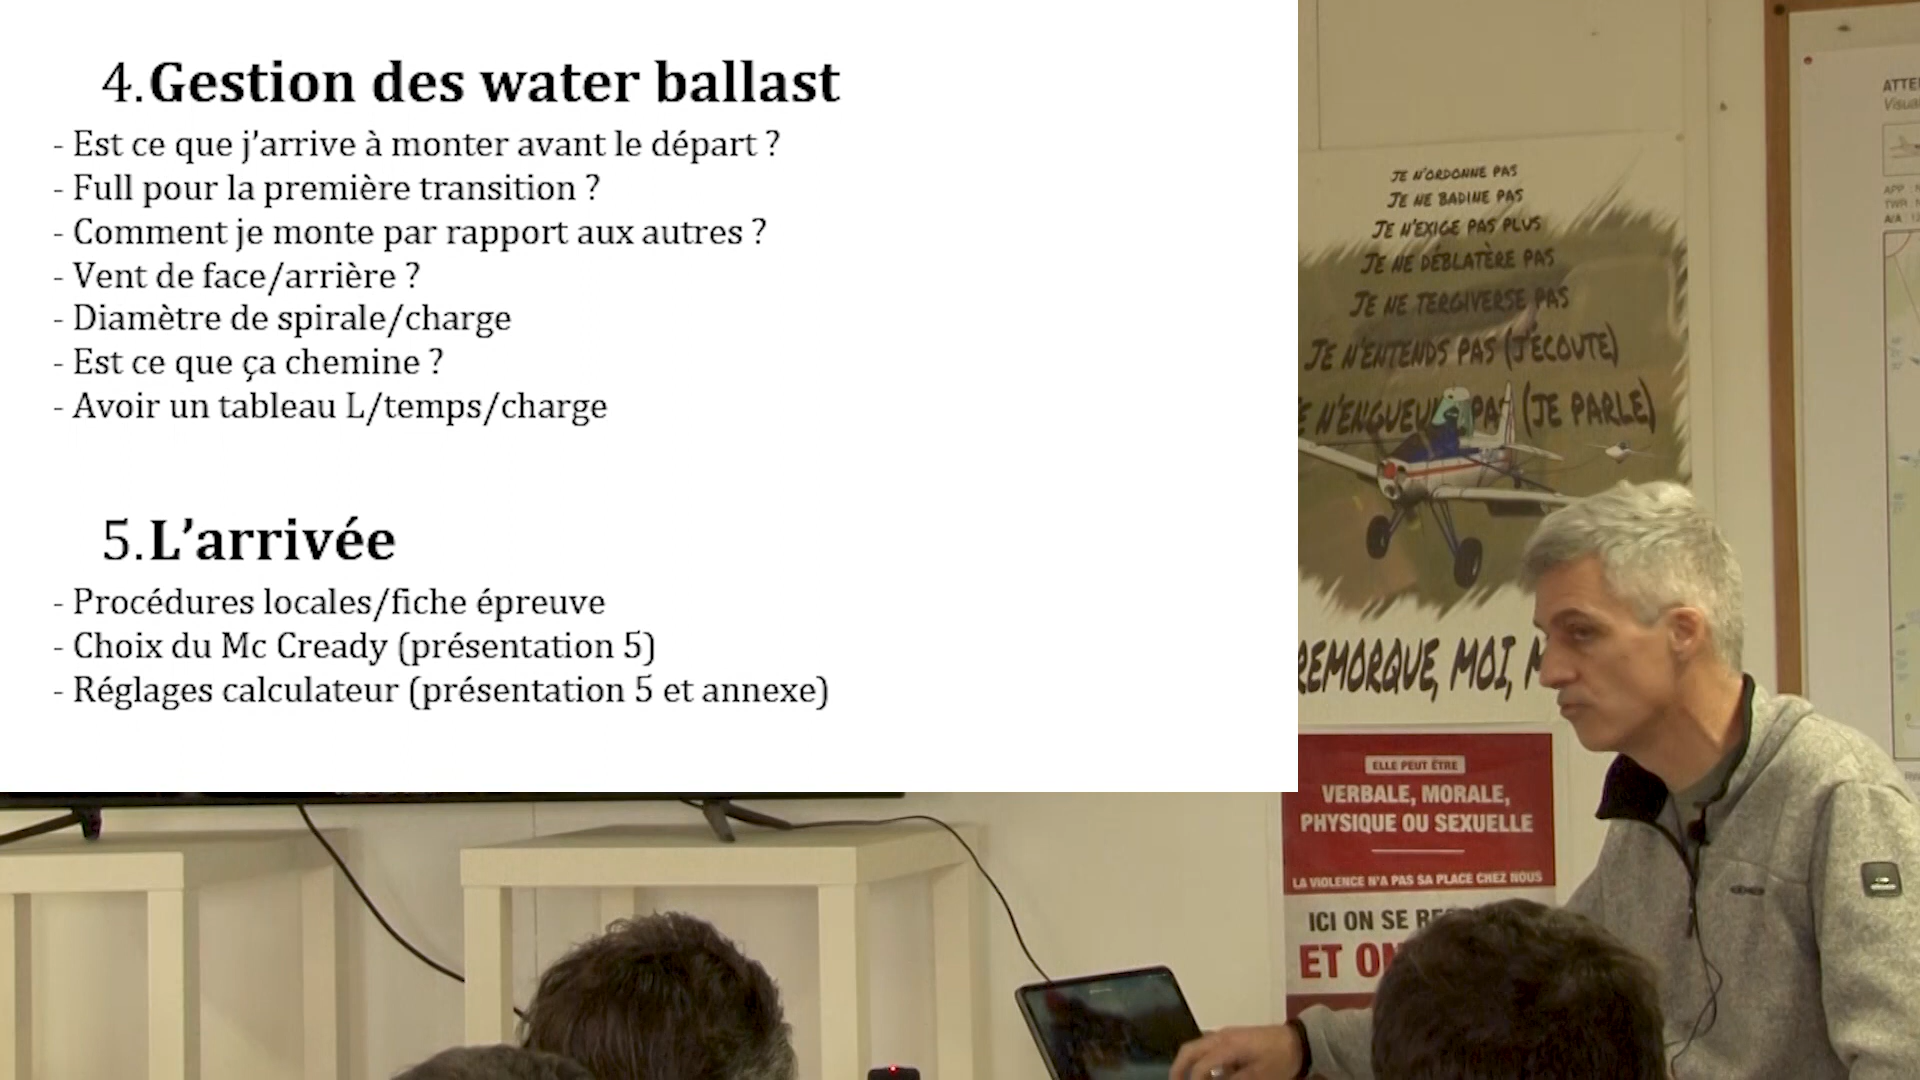 4. Gestion des water ballast
- Est ce que j’arrive à monter avant le départ ?
- Full pour la première transition ?
- Comment je monte par rapport aux autres ?
- Vent de face/arrière ?
- Diamètre de spirale/charge
- Est ce que ça chemine ?
- Avoir un tableau L/temps/charge
5. L’arrivée
- Procédures locales/fiche épreuve
- Choix du Mc Cready (présentation 5)
- Réglages calculateur (présentation 5 et annexe)
JE N'ORDONNE PAS
JE NE BADINE PAS
JE N'EXIGE PAS PLUS
JE NE DÉBLATÈRE PAS
JE NE TERGIVERSE PAS
JE N'ENTENDS PAS (J'ÉCOUTE)
PAS (JE PARLE)
REMORQUE, MOI,
ELLE PEUT ÊTRE
VERBALE, MORALE,
PHYSIQUE OU SEXUELLE
LA VIOLENCE N'A PAS SA PLACE CHEZ NOUS
ICI ON SE
ET